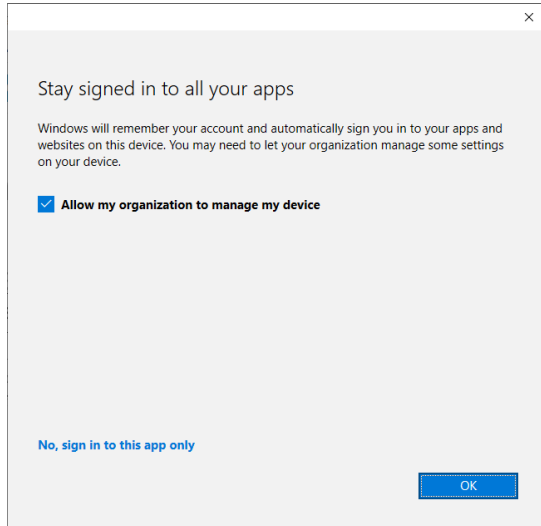 Stay signed in to all your apps
Windows will remember your account and automatically sign you in to your apps and
websites on this device. You may need to let your organization manage some settings
on your device.
Allow my organization to manage my device
No, sign in to this app only
OK